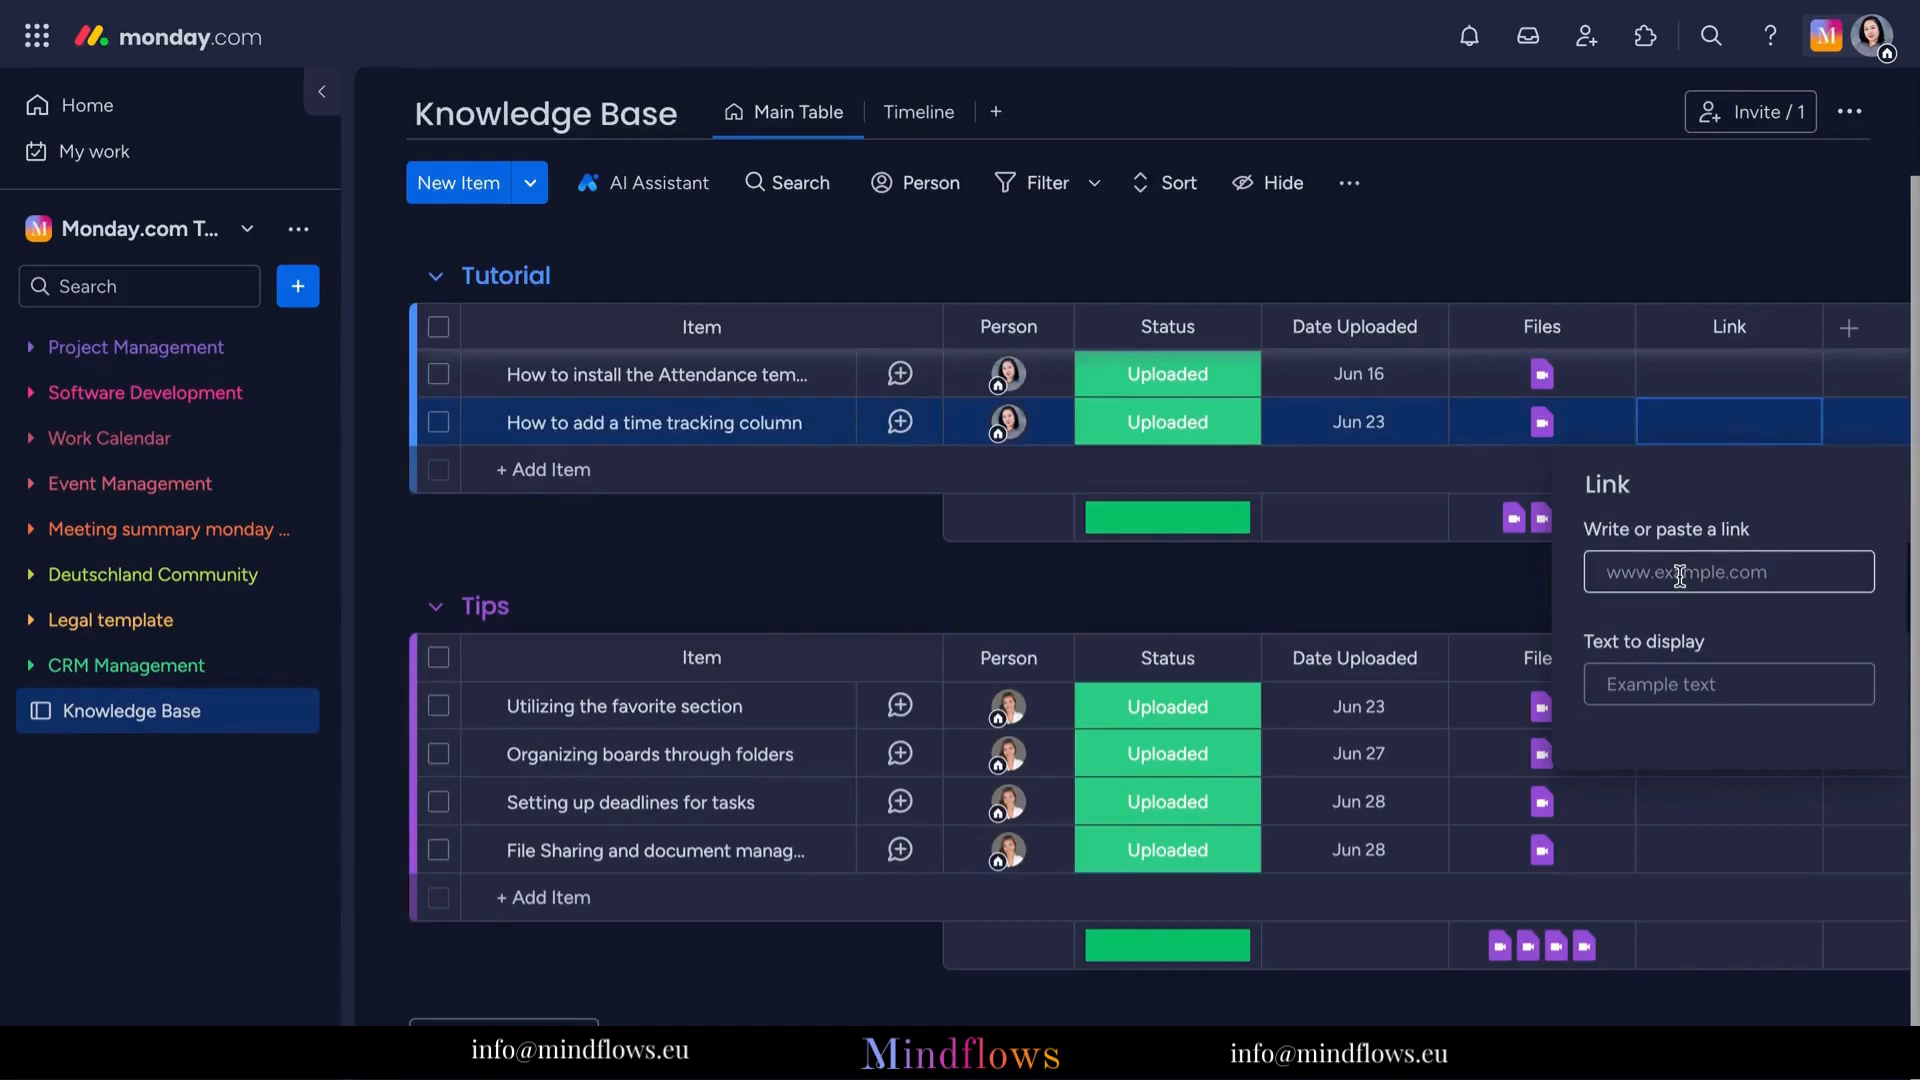 monday.com
M
Home
My work
M Monday.com T...
Search
+
Project Management
Software Development
Work Calendar
Event Management
Meeting summary monday ...
Deutschland Community
Legal template
CRM Management
Knowledge Base
Knowledge Base Main Table Timeline +
Invite / 1
New Item AI Assistant Search Person Filter Sort Hide
Tutorial
Item Person Status Date Uploaded Files Link +
How to install the Attendance tem... Uploaded Jun 16
How to add a time tracking column Uploaded Jun 23
+ Add Item
Link
Write or paste a link
www.example.com
Text to display
Example text
Tips
Item Person Status Date Uploaded File
Utilizing the favorite section Uploaded Jun 23
Organizing boards through folders Uploaded Jun 27
Setting up deadlines for tasks Uploaded Jun 28
File Sharing and document manag... Uploaded Jun 28
+ Add Item
info@mindflows.eu Mindflows info@mindflows.eu